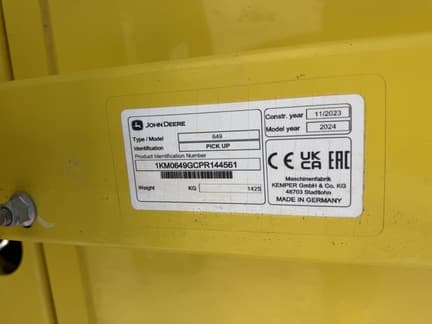 JOHN DEERE
Type / Model 649
Identification PICK UP
Product Identification Number
1KM0649GCPR144561
Weight KG 1425
Constr. year 11/2023
Model year 2024
CE UK CA EAC
Maschinenfabrik
KEMPER GmbH & Co. KG
48703 Stadtlohn
MADE IN GERMANY